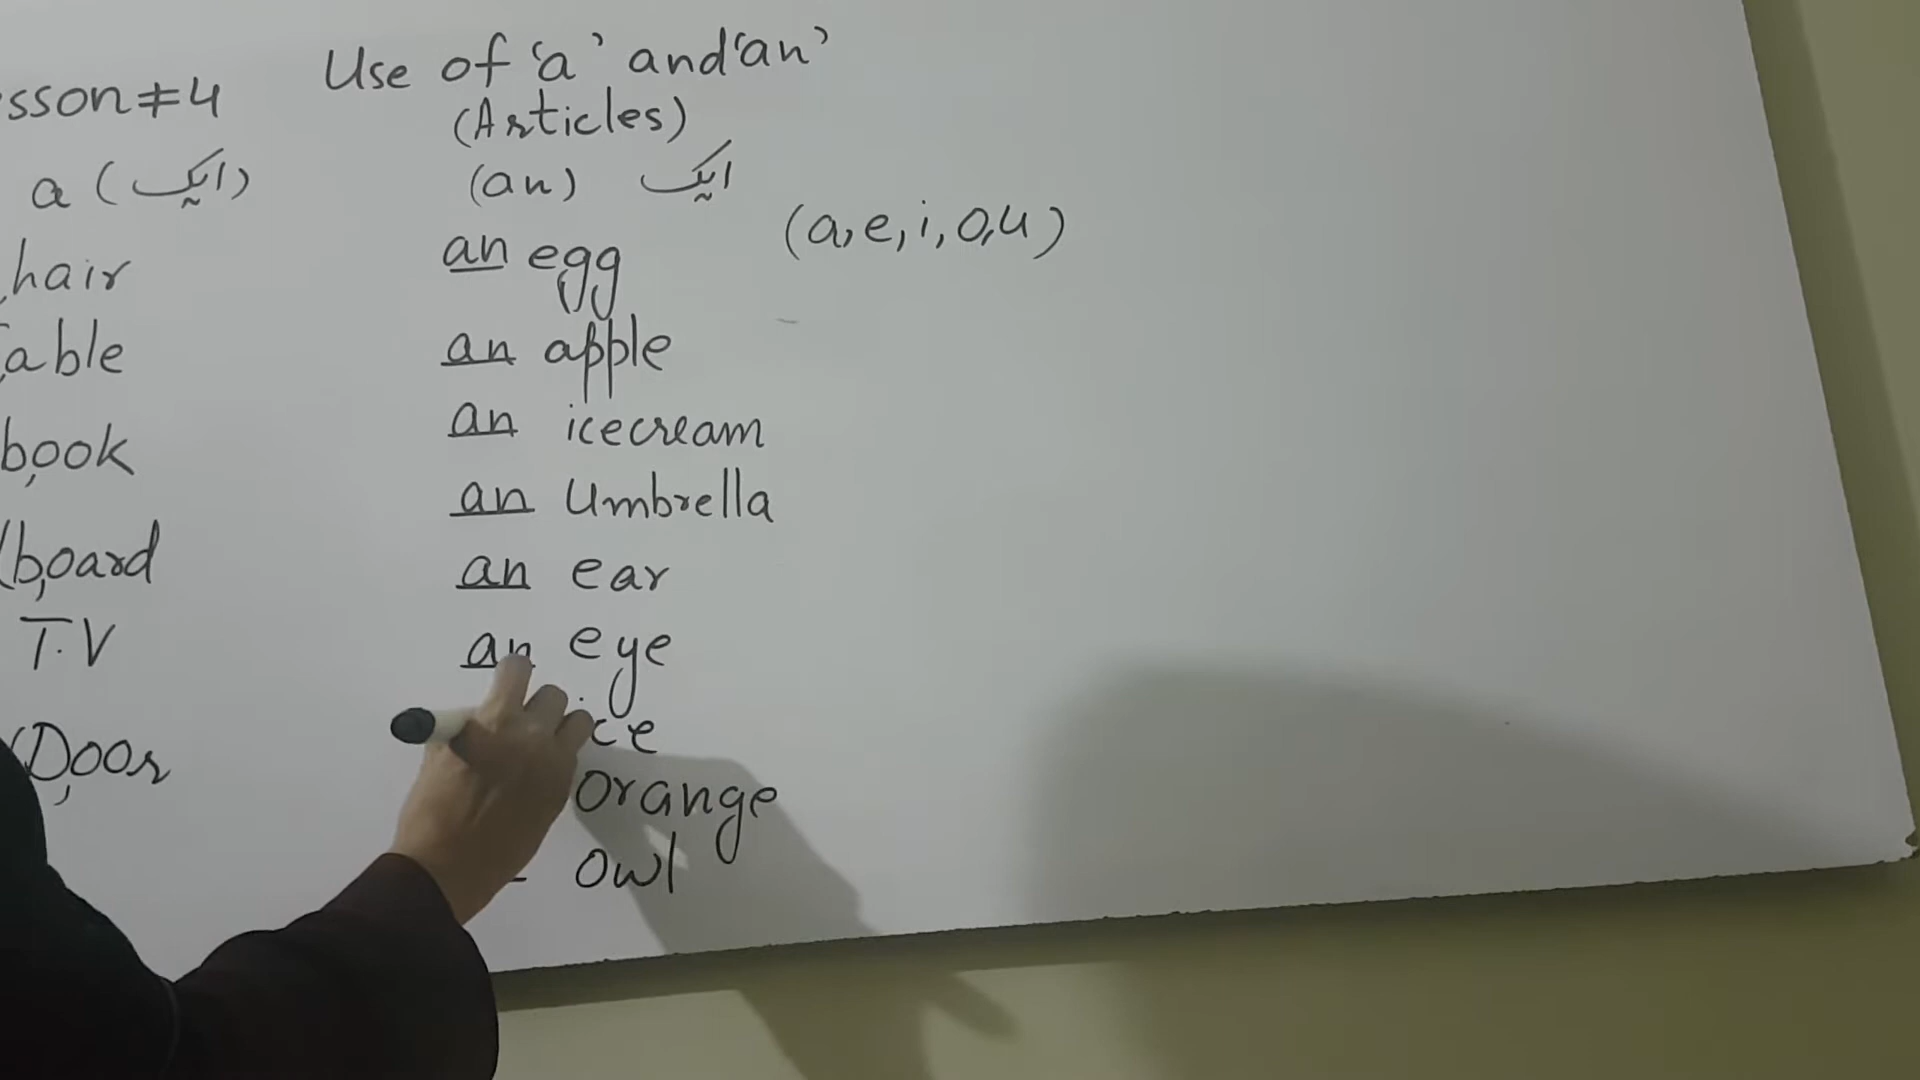 sson #4 Use of 'a' and 'an'
(Articles)
a (ایک) (an) ایک
(a, e, i, o, u)
hair an egg
able an apple
book an icecream
board an Umbrella
T.V an ear
an eye
Door ce
orange
owl